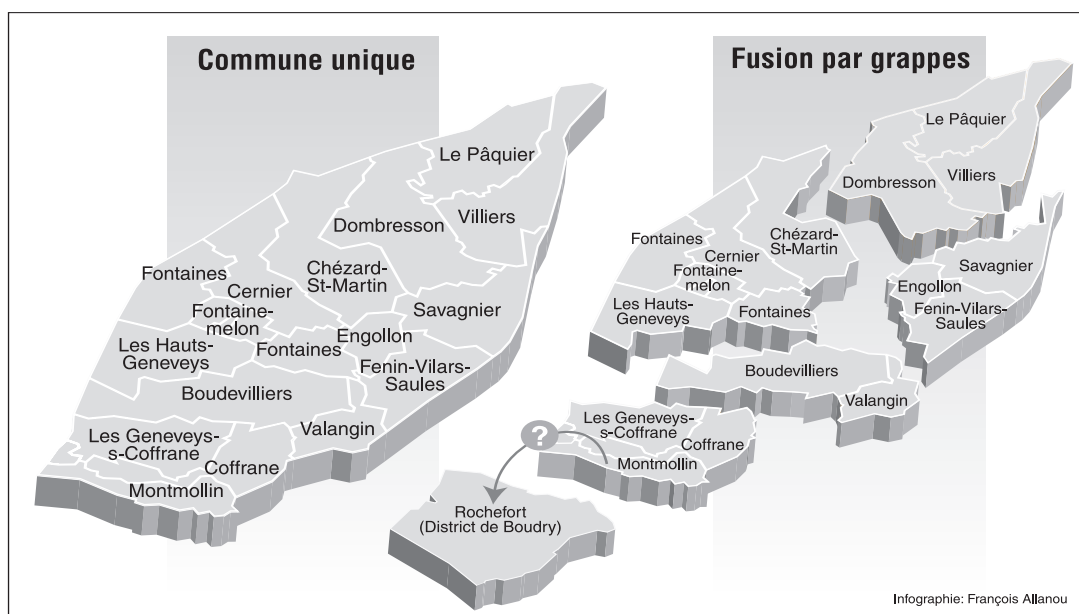 Commune unique
Le Pâquier
Villiers
Dombresson
Chézard-
St-Martin
Fontaines
Cernier
Fontaine-
melon
Savagnier
Engollon
Fontaines
Les Hauts-
Geneveys
Fenin-Vilars-
Saules
Boudevilliers
Valangin
Les Geneveys-
s-Coffrane
Coffrane
Montmollin
Fusion par grappes
Le Pâquier
Villiers
Dombresson
Chézard-
St-Martin
Fontaines
Cernier
Fontaine-
melon
Savagnier
Engollon
Fenin-Vilars-
Saules
Les Hauts-
Geneveys
Fontaines
Boudevilliers
Valangin
Les Geneveys-
s-Coffrane
Coffrane
Montmollin
?
Rochefort
(District de Boudry)
Infographie: François Allanou